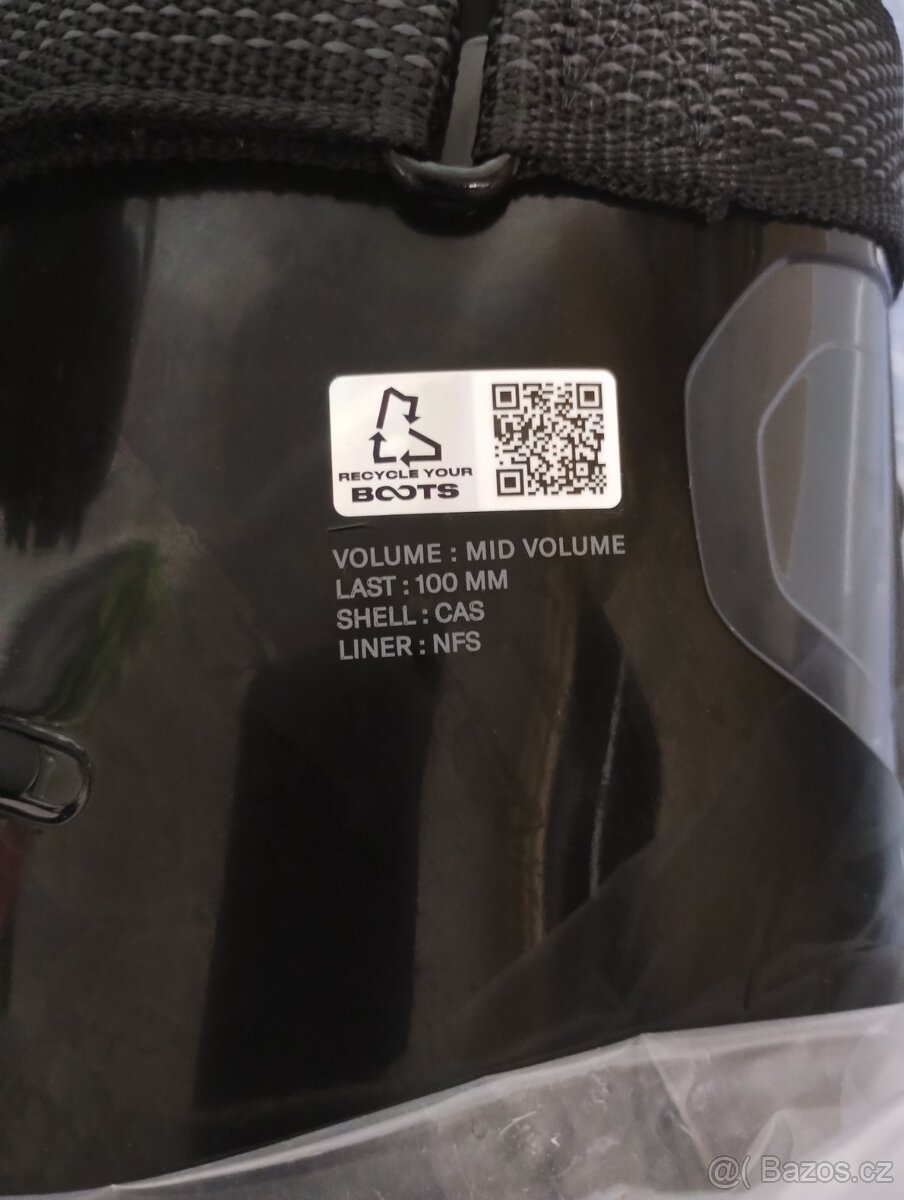 RECYCLE YOUR
BOOTS
VOLUME : MID VOLUME
LAST : 100 MM
SHELL : CAS
LINER : NFS
@( Bazos.cz